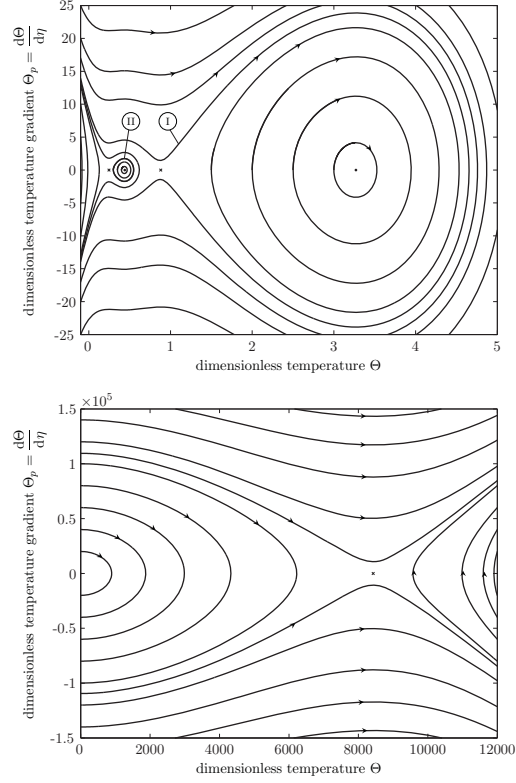 25
20
15
10
5
0
-5
-10
-15
-20
-25
dimensionless temperature gradient Θp = dΘ/dη
II
I
0 1 2 3 4 5
dimensionless temperature Θ
×10⁵
1.5
1
0.5
0
-0.5
-1
-1.5
dimensionless temperature gradient Θp = dΘ/dη
0 2000 4000 6000 8000 10000 12000
dimensionless temperature Θ